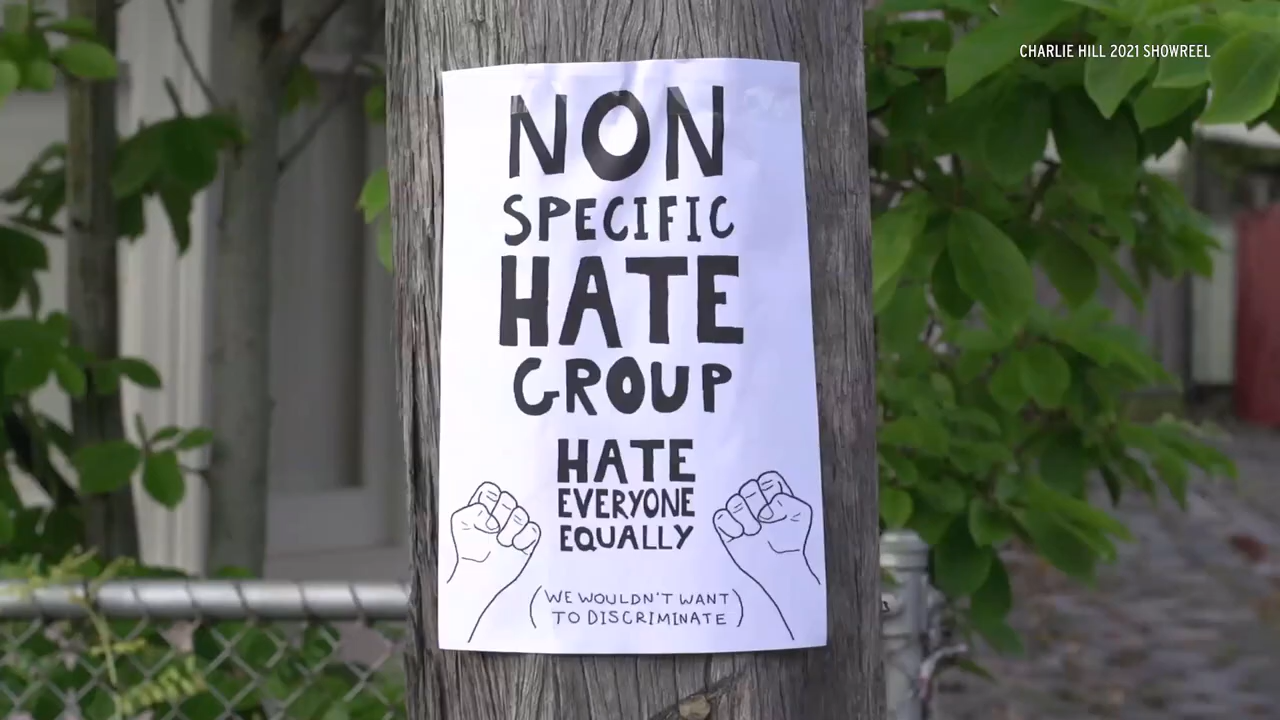 CHARLIE HILL 2021 SHOWREEL
NON
SPECIFIC
HATE
GROUP
HATE
EVERYONE
EQUALLY
(WE WOULDN'T WANT
TO DISCRIMINATE)